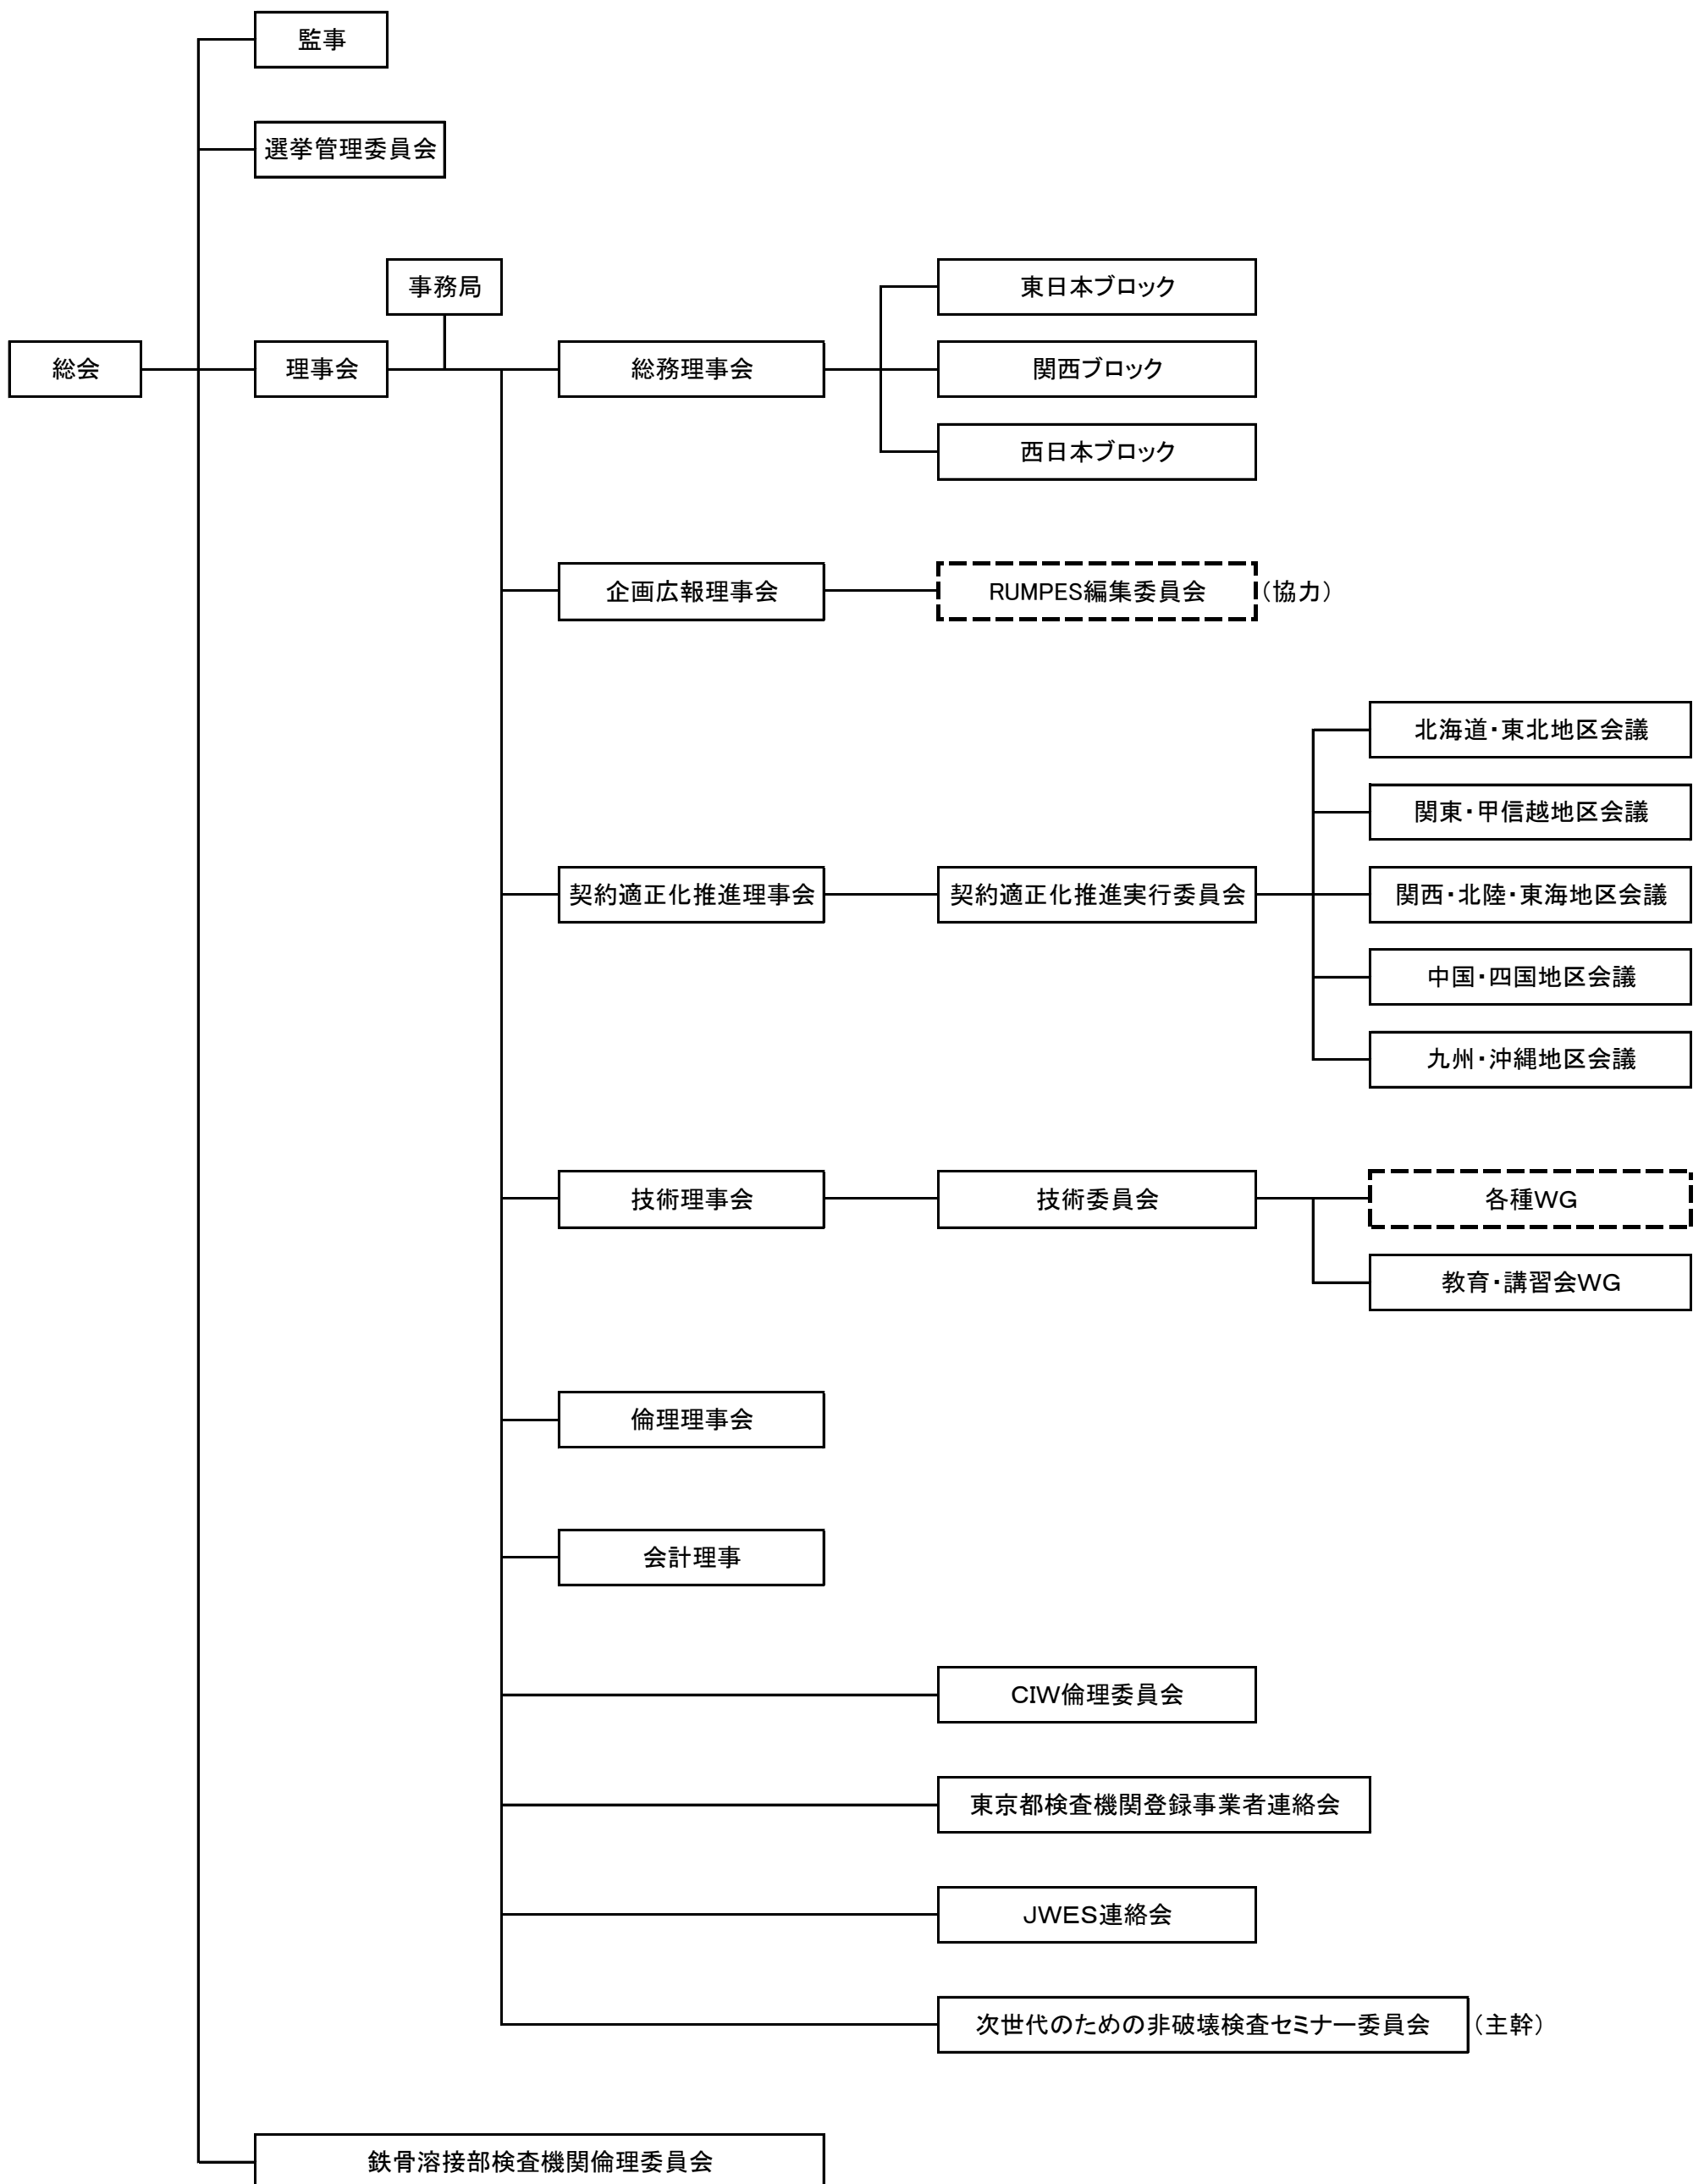 監事
選挙管理委員会
事務局
東日本ブロック
総会
理事会
総務理事会
関西ブロック
西日本ブロック
企画広報理事会
RUMPES編集委員会
（協力）
北海道・東北地区会議
関東・甲信越地区会議
契約適正化推進理事会
契約適正化推進実行委員会
関西・北陸・東海地区会議
中国・四国地区会議
九州・沖縄地区会議
技術理事会
技術委員会
各種WG
教育・講習会WG
倫理理事会
会計理事
CIW倫理委員会
東京都検査機関登録事業者連絡会
JWES連絡会
次世代のための非破壊検査セミナー委員会
（主幹）
鉄骨溶接部検査機関倫理委員会